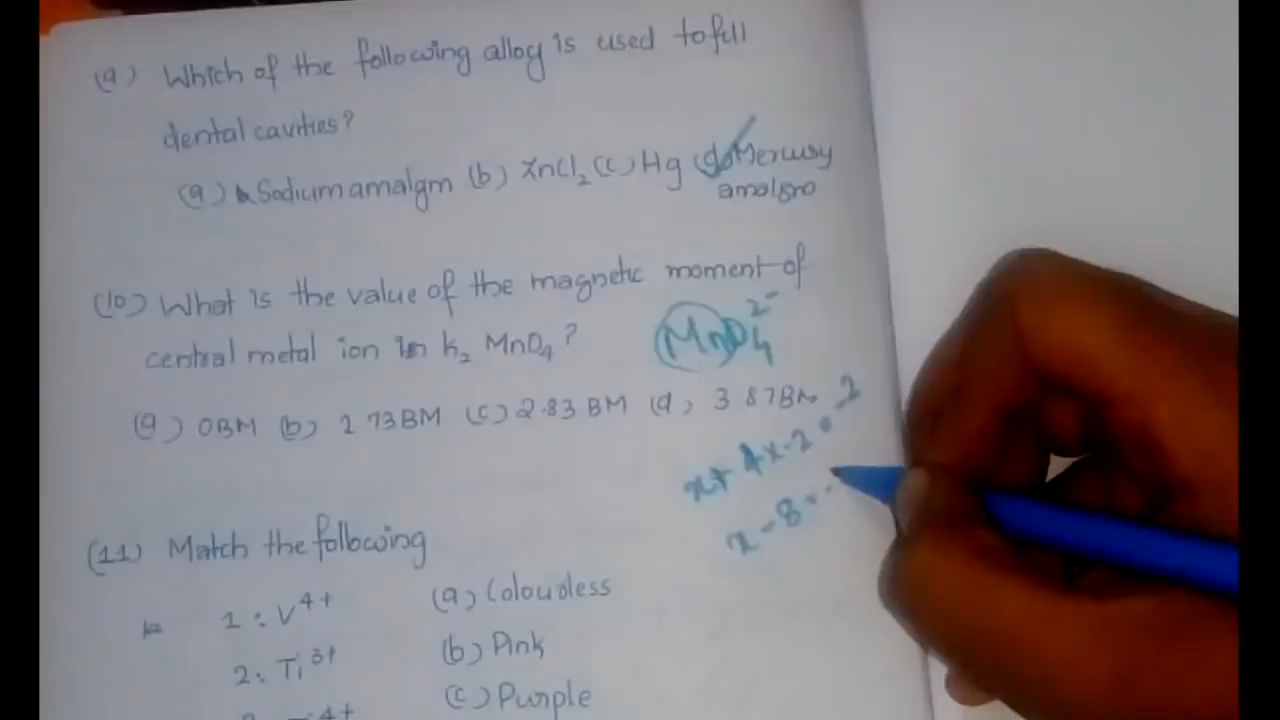 (9) Which of the following alloy is used to fill
dental cavities?
(a) Sodium amalgm (b) ZnCl2 (c) Hg (d) Mercusy
amalgro
(10) What is the value of the magnetic moment of
central metal ion in K2 MnO4?
MnO4 2-
(a) 0BM (b) 1 73BM (c) 2.83 BM (d) 3 87BM
x+ 4x-2 = -2
x-8=-
(11) Match the following
1: V4+ (a) Colourless
2: Ti3+ (b) Pink
4+ (c) Purple